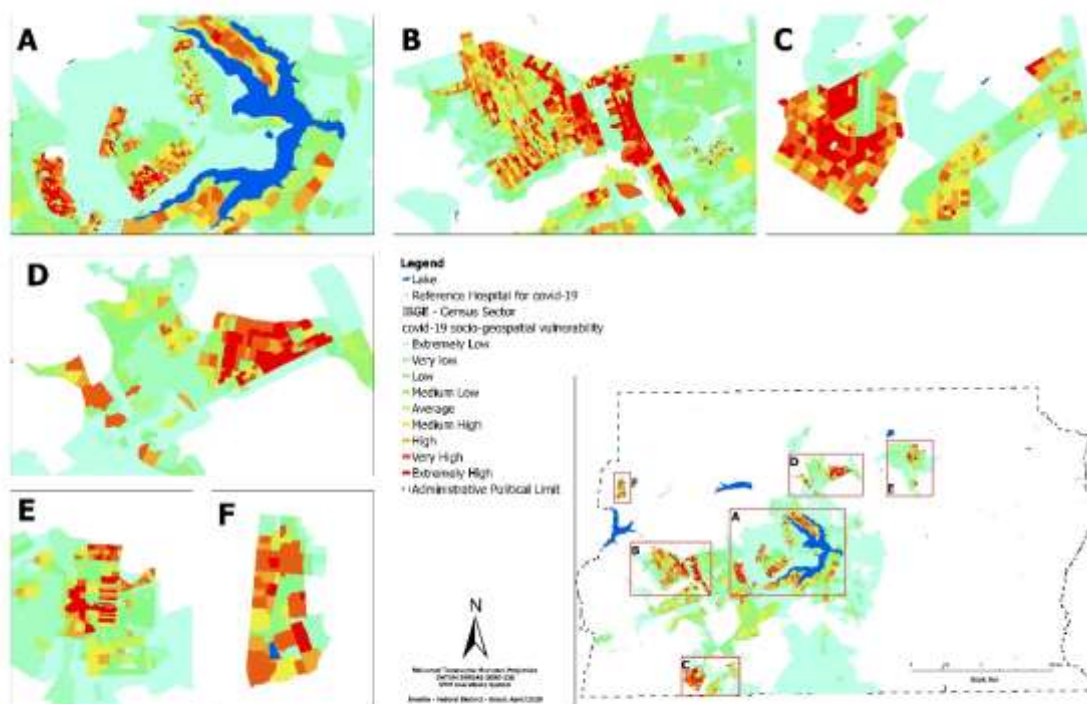 A
B
C
D
Legend
Lake
Reference Hospital for covid-19
IBGE - Census Sector
covid-19 socio-geospatial vulnerability
Extremely Low
Very low
Low
Medium Low
Average
Medium High
High
Very High
Extremely High
Administrative Political Limit
E
F
D
F
E
A
B
C
N